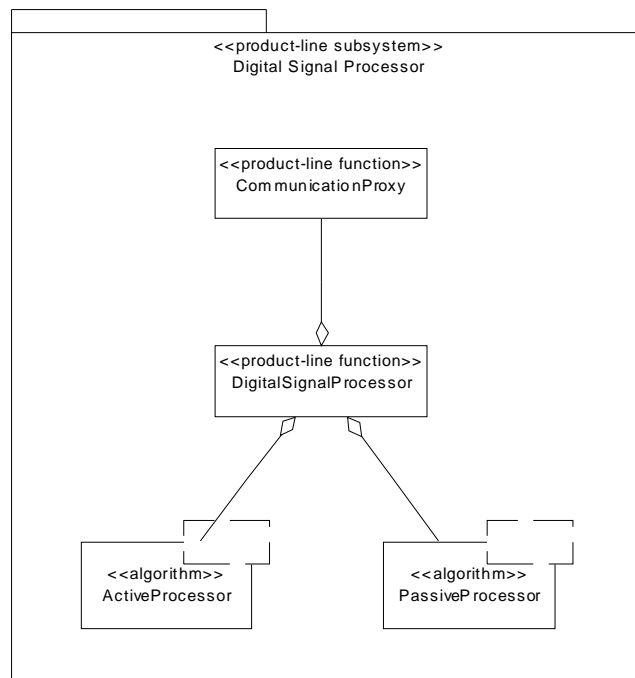 <<product-line subsystem>>
Digital Signal Processor
<<product-line function>>
CommunicationProxy
<<product-line function>>
DigitalSignalProcessor
<<algorithm>>
ActiveProcessor
<<algorithm>>
PassiveProcessor